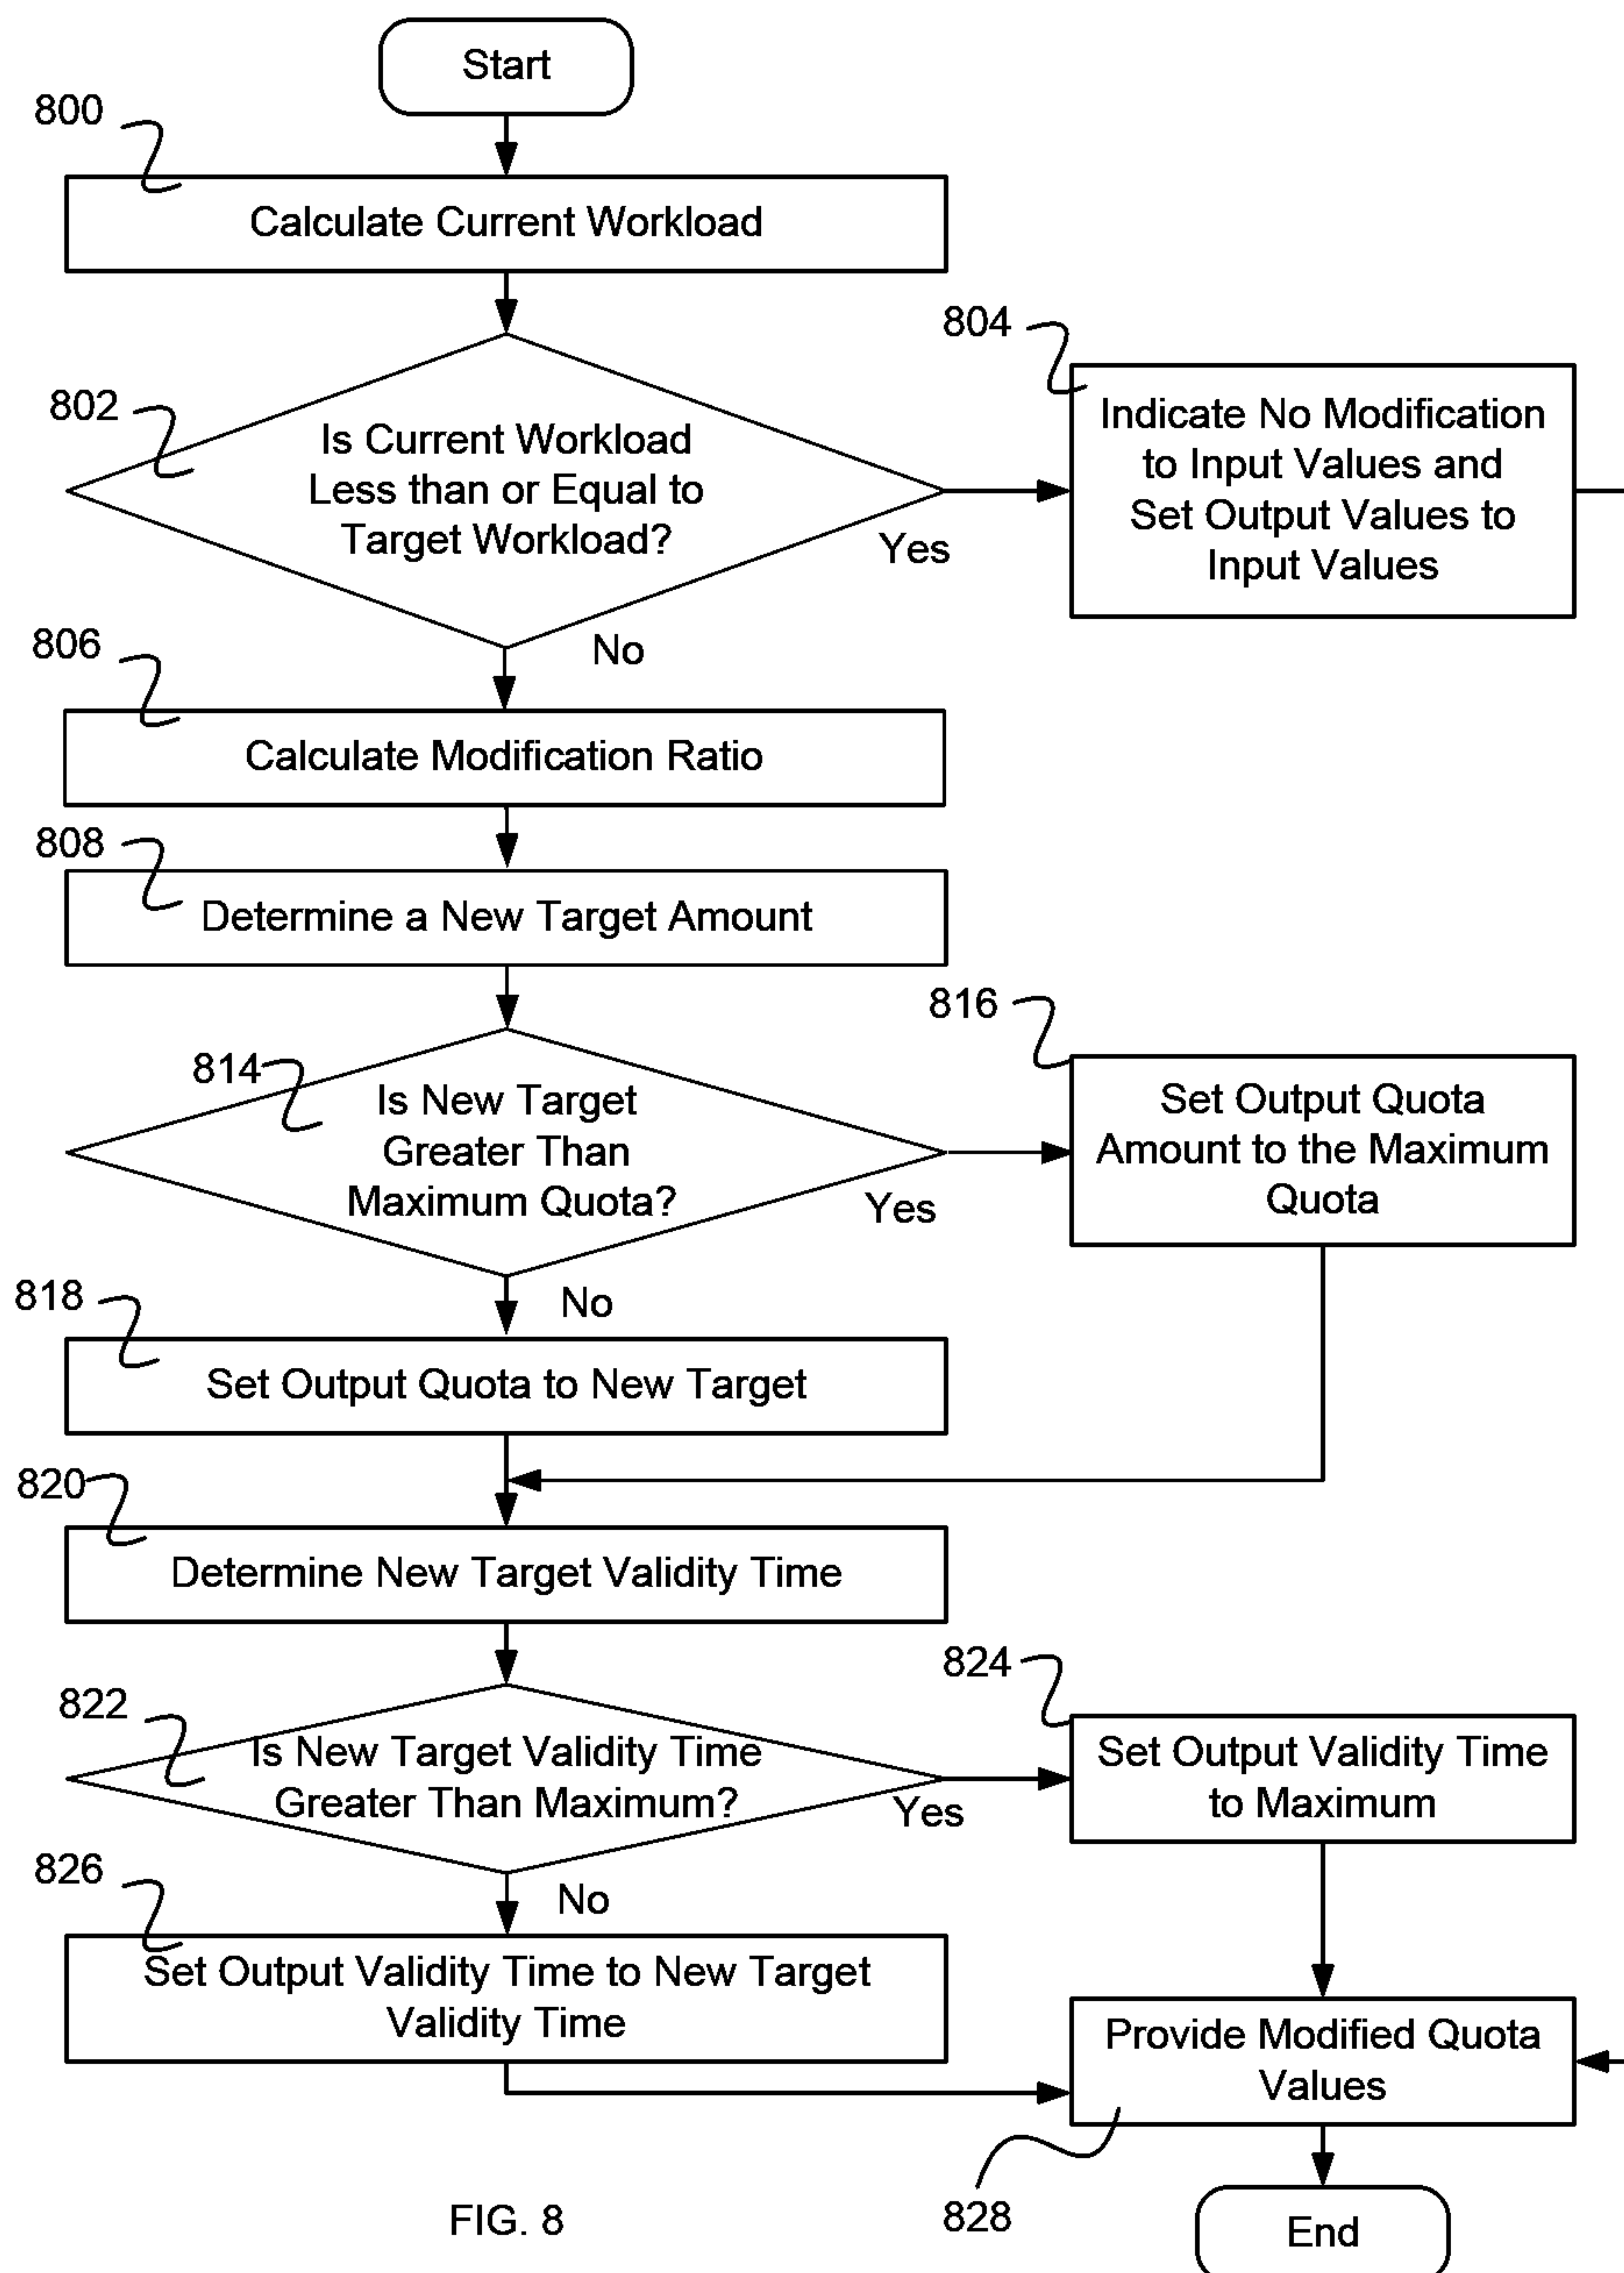 Start
800
Calculate Current Workload
802
Is Current Workload
Less than or Equal to
Target Workload?
Yes
No
804
Indicate No Modification
to Input Values and
Set Output Values to
Input Values
806
Calculate Modification Ratio
808
Determine a New Target Amount
814
Is New Target
Greater Than
Maximum Quota?
Yes
No
816
Set Output Quota
Amount to the Maximum
Quota
818
Set Output Quota to New Target
820
Determine New Target Validity Time
822
Is New Target Validity Time
Greater Than Maximum?
Yes
No
824
Set Output Validity Time
to Maximum
826
Set Output Validity Time to New Target
Validity Time
Provide Modified Quota
Values
828
End
FIG. 8